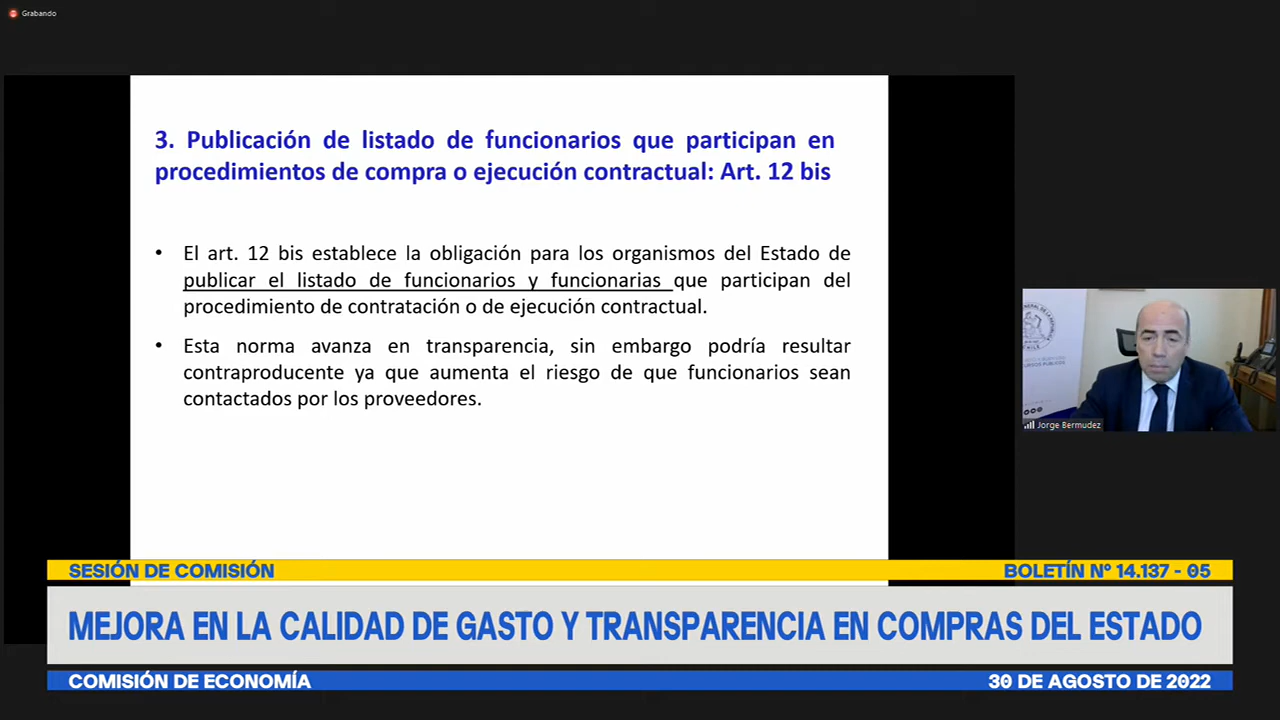 Grabando
3. Publicación de listado de funcionarios que participan en
procedimientos de compra o ejecución contractual: Art. 12 bis
• El art. 12 bis establece la obligación para los organismos del Estado de
publicar el listado de funcionarios y funcionarias que participan del
procedimiento de contratación o de ejecución contractual.
• Esta norma avanza en transparencia, sin embargo podría resultar
contraproducente ya que aumenta el riesgo de que funcionarios sean
contactados por los proveedores.
Jorge Bermudez
SESIÓN DE COMISIÓN
BOLETÍN N° 14.137 - 05
MEJORA EN LA CALIDAD DE GASTO Y TRANSPARENCIA EN COMPRAS DEL ESTADO
COMISIÓN DE ECONOMÍA
30 DE AGOSTO DE 2022